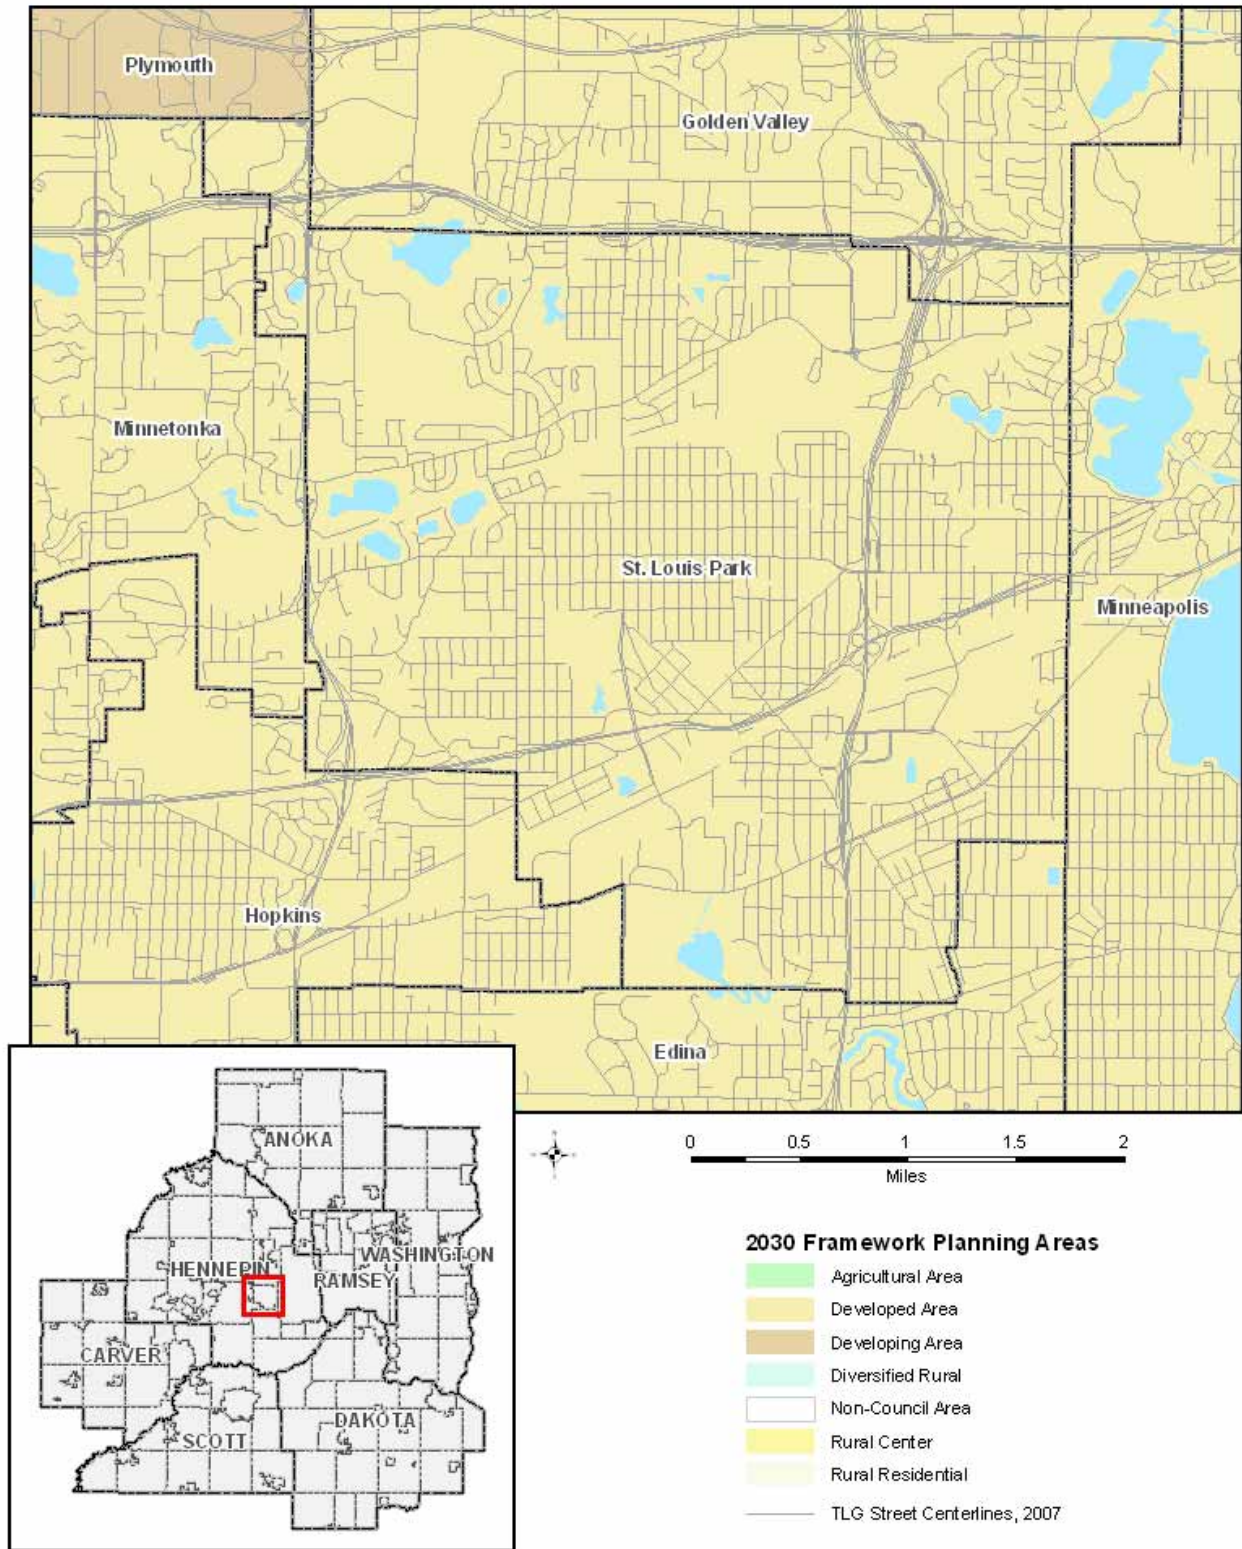 Plymouth
Golden Valley
Minnetonka
St. Louis Park
Minneapolis
Hopkins
Edina
ANOKA
WASHINGTON
HENNEPIN
RAMSEY
CARVER
DAKOTA
SCOTT
0 0.5 1 1.5 2
Miles
2030 Framework Planning Areas
Agricultural Area
Developed Area
Developing Area
Diversified Rural
Non-Council Area
Rural Center
Rural Residential
TLG Street Centerlines, 2007